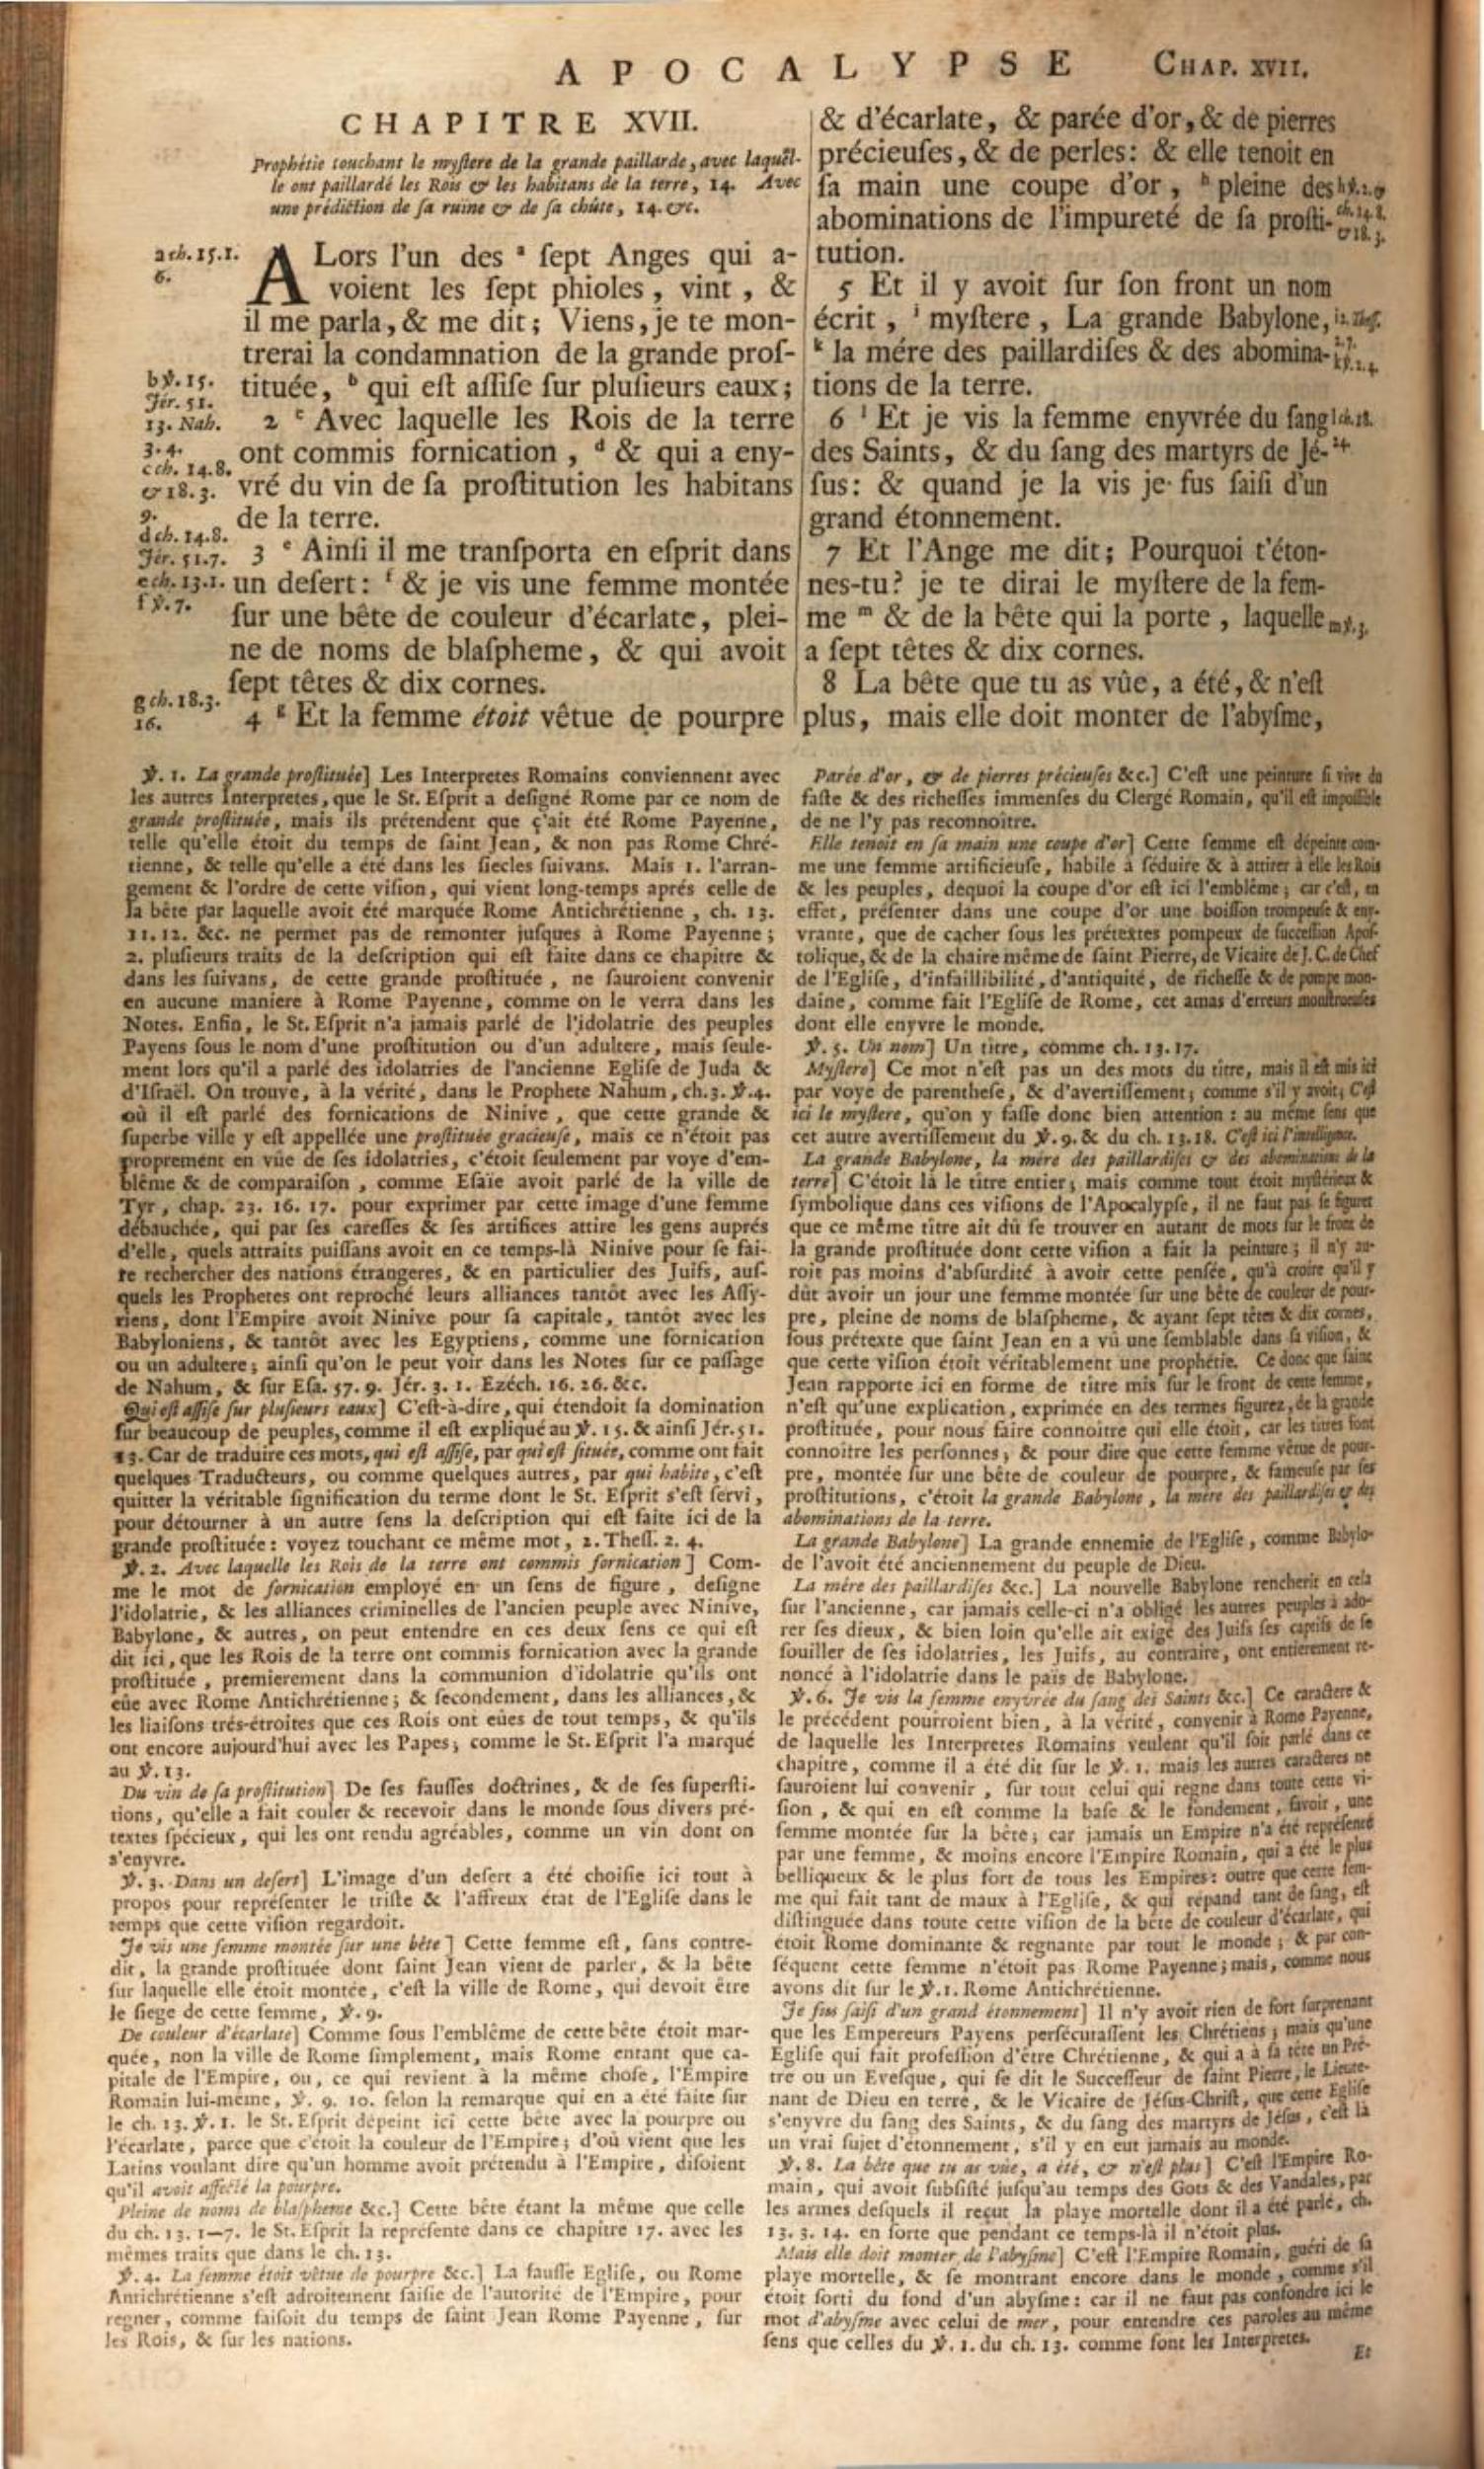 APOCALYPSE CHAP. XVII.
CHAPITRE XVII.
Prophétie touchant le mystere de la grande paillarde, avec laquêl-
le ont paillardé les Rois & les habitans de la terre, 14. Avec
une prédiction de sa ruine & de sa chûte, 14. &c.
a ch. 15. 1.
6.
ALors l'un des ª sept Anges qui a-
voient les sept phioles, vint, &
il me parla, & me dit; Viens, je te mon-
trerai la condamnation de la grande pros-
tituée, ᵇ qui est assise sur plusieurs eaux;
b ℣. 15.
Jér. 51.
13. Nah.
3. 4.
c ch. 14. 8.
& 18. 3.
9.
d ch. 14. 8.
Jér. 51. 7.
e ch. 13. 1.
f ℣. 7.
2 ᶜ Avec laquelle les Rois de la terre
ont commis fornication, ᵈ & qui a eny-
vré du vin de sa prostitution les habitans
de la terre.
3 ᵉ Ainsi il me transporta en esprit dans
un desert: ᶠ & je vis une femme montée
sur une bête de couleur d'écarlate, plei-
ne de noms de blaspheme, & qui avoit
sept têtes & dix cornes.
g ch. 18. 3.
16.
4 ᵍ Et la femme étoit vêtue de pourpre
& d'écarlate, & parée d'or, & de pierres
précieuses, & de perles: & elle tenoit en
sa main une coupe d'or, ʰ pleine des
abominations de l'impureté de sa prosti-
tution.
h ℣. 2. &
ch. 14. 8.
& 18. 3.
5 Et il y avoit sur son front un nom
écrit, ⁱ mystere, La grande Babylone,
ᵏ la mére des paillardises & des abomina-
tions de la terre.
i 2. Thess.
2. 7.
6 ˡ Et je vis la femme enyvrée du sang
des Saints, & du sang des martyrs de Jé-
sus: & quand je la vis je fus saisi d'un
grand étonnement.
l ch. 18.
24.
7 Et l'Ange me dit; Pourquoi t'éton-
nes-tu? je te dirai le mystere de la fem-
me ᵐ & de la bête qui la porte, laquelle
a sept têtes & dix cornes.
m ℣. 3.
8 La bête que tu as vûe, a été, & n'est
plus, mais elle doit monter de l'abysme,
℣. 1. La grande prostituée] Les Interpretes Romains conviennent avec
les autres Interpretes, que le St. Esprit a designé Rome par ce nom de
grande prostituée, mais ils prétendent que ç'ait été Rome Payenne,
telle qu'elle étoit du temps de saint Jean, & non pas Rome Chré-
tienne, & telle qu'elle a été dans les siecles suivans. Mais 1. l'arran-
gement & l'ordre de cette vision, qui vient long-temps aprés celle de
la bête par laquelle avoit été marquée Rome Antichrétienne, ch. 13.
11. 12. &c. ne permet pas de remonter jusques à Rome Payenne;
2. plusieurs traits de la description qui est faite dans ce chapitre &
dans les suivans, de cette grande prostituée, ne sauroient convenir
en aucune maniere à Rome Payenne, comme on le verra dans les
Notes. Enfin, le St. Esprit n'a jamais parlé de l'idolatrie des peuples
Payens sous le nom d'une prostitution ou d'un adultere, mais seule-
ment lors qu'il a parlé des idolatries de l'ancienne Eglise de Juda &
d'Israël. On trouve, à la vérité, dans le Prophete Nahum, ch. 3. ℣. 4.
où il est parlé des fornications de Ninive, que cette grande &
superbe ville y est appellée une prostituée gracieuse, mais ce n'étoit pas
proprement en vûe de ses idolatries, c'étoit seulement par voye d'em-
blême & de comparaison, comme Esaïe avoit parlé de la ville de
Tyr, chap. 23. 16. 17. pour exprimer par cette image d'une femme
débauchée, qui par ses caresses & ses artifices attire les gens auprés
d'elle, quels attraits puissans avoit en ce temps-là Ninive pour se fai-
re rechercher des nations étrangeres, & en particulier des Juifs, aus-
quels les Prophetes ont reproché leurs alliances tantôt avec les Assy-
riens, dont l'Empire avoit Ninive pour sa capitale, tantôt avec les
Babyloniens, & tantôt avec les Egyptiens, comme une fornication
ou un adultere; ainsi qu'on le peut voir dans les Notes sur ce passage
de Nahum, & sur Esa. 57. 9. Jér. 3. 1. Ezéch. 16. 26. &c.
Qui est assise sur plusieurs eaux] C'est-à-dire, qui étendoit sa domination
sur beaucoup de peuples, comme il est expliqué au ℣. 15. & ainsi Jér. 51.
13. Car de traduire ces mots, qui est assise, par qui est située, comme ont fait
quelques Traducteurs, ou comme quelques autres, par qui habite, c'est
quitter la véritable signification du terme dont le St. Esprit s'est servi,
pour détourner à un autre sens la description qui est faite ici de la
grande prostituée: voyez touchant ce même mot, 2. Thess. 2. 4.
℣. 2. Avec laquelle les Rois de la terre ont commis fornication] Com-
me le mot de fornication employé en un sens de figure, designe
l'idolatrie, & les alliances criminelles de l'ancien peuple avec Ninive,
Babylone, & autres, on peut entendre en ces deux sens ce qui est
dit ici, que les Rois de la terre ont commis fornication avec la grande
prostituée, premierement dans la communion d'idolatrie qu'ils ont
eûe avec Rome Antichrétienne; & secondement, dans les alliances, &
les liaisons trés-étroites que ces Rois ont eûes de tout temps, & qu'ils
ont encore aujourd'hui avec les Papes; comme le St. Esprit l'a marqué
au ℣. 13.
Du vin de sa prostitution] De ses fausses doctrines, & de ses supersti-
tions, qu'elle a fait couler & recevoir dans le monde sous divers pré-
textes spécieux, qui les ont rendu agréables, comme un vin dont on
s'enyvre.
℣. 3. Dans un desert] L'image d'un desert a été choisie ici tout à
propos pour représenter le triste & l'affreux état de l'Eglise dans le
temps que cette vision regardoit.
Je vis une femme montée sur une bête] Cette femme est, sans contre-
dit, la grande prostituée dont saint Jean vient de parler, & la bête
sur laquelle elle étoit montée, c'est la ville de Rome, qui devoit être
le siege de cette femme, ℣. 9.
De couleur d'écarlate] Comme sous l'emblême de cette bête étoit mar-
quée, non la ville de Rome simplement, mais Rome entant que ca-
pitale de l'Empire, ou, ce qui revient à la même chose, l'Empire
Romain lui-même, ℣. 9. 10. selon la remarque qui en a été faite sur
le ch. 13. ℣. 1. le St. Esprit dépeint ici cette bête avec la pourpre ou
l'écarlate, parce que c'étoit la couleur de l'Empire; d'où vient que les
Latins voulant dire qu'un homme avoit prétendu à l'Empire, disoient
qu'il avoit affecté la pourpre.
Pleine de noms de blaspheme &c.] Cette bête étant la même que celle
du ch. 13. 1—7. le St. Esprit la représente dans ce chapitre 17. avec les
mêmes traits que dans le ch. 13.
℣. 4. La femme étoit vêtue de pourpre &c.] La fausse Eglise, ou Rome
Antichrétienne s'est adroitement saisie de l'autorité de l'Empire, pour
regner, comme faisoit du temps de saint Jean Rome Payenne, sur
les Rois, & sur les nations.
Parée d'or, & de pierres précieuses &c.] C'est une peinture si vive du
faste & des richesses immenses du Clergé Romain, qu'il est impossible
de ne l'y pas reconnoître.
Elle tenoit en sa main une coupe d'or] Cette femme est dépeinte com-
me une femme artificieuse, habile à séduire & à attirer à elle les Rois
& les peuples, dequoi la coupe d'or est ici l'emblême; car c'est, en
effet, présenter dans une coupe d'or une boisson trompeuse & eny-
vrante, que de cacher sous les prétextes pompeux de succession Apos-
tolique, & de la chaire même de saint Pierre, de Vicaire de J. C. de Chef
de l'Eglise, d'infaillibilité, d'antiquité, de richesse & de pompe mon-
daine, comme fait l'Eglise de Rome, cet amas d'erreurs monstrueuses
dont elle enyvre le monde.
℣. 5. Un nom] Un titre, comme ch. 13. 17.
Mystere] Ce mot n'est pas un des mots du titre, mais il est mis ici
par voye de parenthese, & d'avertissement; comme s'il y avoit, C'est
ici le mystere, qu'on y fasse donc bien attention: au même sens que
cet autre avertissement du ℣. 9. & du ch. 13. 18. C'est ici l'intelligence.
La grande Babylone, la mére des paillardises & des abominations de la
terre] C'étoit là le titre entier; mais comme tout étoit mystérieux &
symbolique dans ces visions de l'Apocalypse, il ne faut pas se figurer
que ce même titre ait dû se trouver en autant de mots sur le front de
la grande prostituée dont cette vision a fait la peinture; il n'y au-
roit pas moins d'absurdité à avoir cette pensée, qu'à croire qu'il y
dût avoir un jour une femme montée sur une bête de couleur de pour-
pre, pleine de noms de blaspheme, & ayant sept têtes & dix cornes,
sous prétexte que saint Jean en a vû une semblable dans sa vision, &
que cette vision étoit véritablement une prophétie. Ce donc que saint
Jean rapporte ici en forme de titre mis sur le front de cette femme,
n'est qu'une explication, exprimée en des termes figurez, de la grande
prostituée, pour nous faire connoitre qui elle étoit, car les titres font
connoître les personnes; & pour dire que cette femme vêtue de pour-
pre, montée sur une bête de couleur de pourpre, & fameuse par ses
prostitutions, c'étoit la grande Babylone, la mére des paillardises & des
abominations de la terre.
La grande Babylone] La grande ennemie de l'Eglise, comme Babylo-
de l'avoit été anciennement du peuple de Dieu.
La mére des paillardises &c.] La nouvelle Babylone rencherit en cela
sur l'ancienne, car jamais celle-ci n'a obligé les autres peuples à ado-
rer ses dieux, & bien loin qu'elle ait exigé des Juifs ses captifs de se
souiller de ses idolatries, les Juifs, au contraire, ont entierement re-
noncé à l'idolatrie dans le païs de Babylone.
℣. 6. Je vis la femme enyvrée du sang des Saints &c.] Ce caractere &
le précédent pourroient bien, à la vérité, convenir à Rome Payenne,
de laquelle les Interpretes Romains veulent qu'il soit parlé dans ce
chapitre, comme il a été dit sur le ℣. 1. mais les autres caracteres ne
sauroient lui convenir, sur tout celui qui regne dans toute cette vi-
sion, & qui en est comme la base & le fondement, savoir, une
femme montée sur la bête; car jamais un Empire n'a été représenté
par une femme, & moins encore l'Empire Romain, qui a été le plus
belliqueux & le plus fort de tous les Empires: outre que cette fem-
me qui fait tant de maux à l'Eglise, & qui répand tant de sang, est
distinguée dans toute cette vision de la bête de couleur d'écarlate, qui
étoit Rome dominante & regnante par tout le monde; & par con-
séquent cette femme n'étoit pas Rome Payenne; mais, comme nous
avons dit sur le ℣. 1. Rome Antichrétienne.
Je fus saisi d'un grand étonnement] Il n'y avoit rien de fort surprenant
que les Empereurs Payens persécutassent les Chrétiens; mais qu'une
Eglise qui fait profession d'être Chrétienne, & qui a à sa tête un Prê-
tre ou un Evesque, qui se dit le Successeur de saint Pierre, le Lieute-
nant de Dieu en terre, & le Vicaire de Jésus-Christ, que cette Eglise
s'enyvre du sang des Saints, & du sang des martyrs de Jésus, c'est là
un vrai sujet d'étonnement, s'il y en eut jamais au monde.
℣. 8. La bête que tu as vûe, a été, & n'est plus] C'est l'Empire Ro-
main, qui avoit subsisté jusqu'au temps des Gots & des Vandales, par
les armes desquels il reçut la playe mortelle dont il a été parlé, ch.
13. 3. 14. en sorte que pendant ce temps-là il n'étoit plus.
Mais elle doit monter de l'abysme] C'est l'Empire Romain, guéri de sa
playe mortelle, & se montrant encore dans le monde, comme s'il
étoit sorti du fond d'un abysme: car il ne faut pas confondre ici le
mot d'abysme avec celui de mer, pour entendre ces paroles au même
sens que celles du ℣. 1. du ch. 13. comme font les Interpretes.
Et